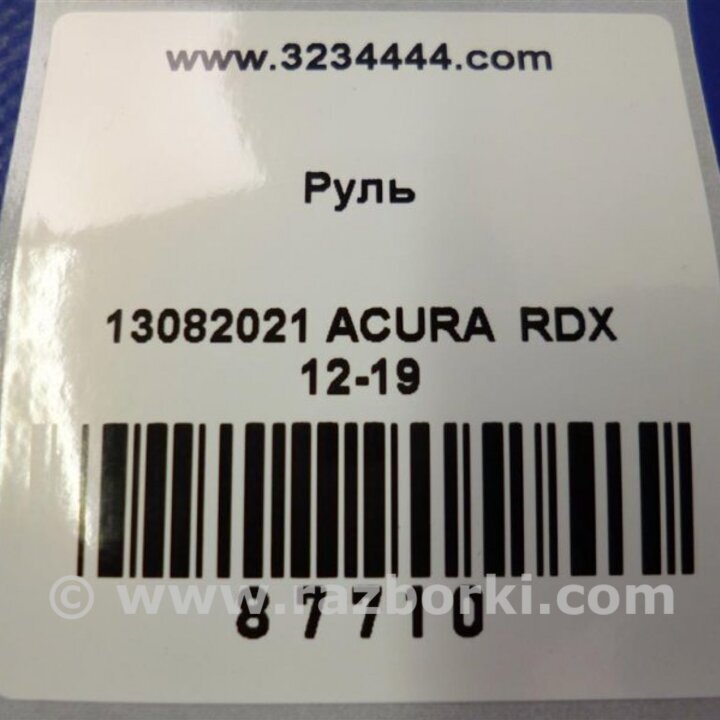 www.3234444.com
Руль
13082021 ACURA RDX
12-19
© www.razborki.com
87710